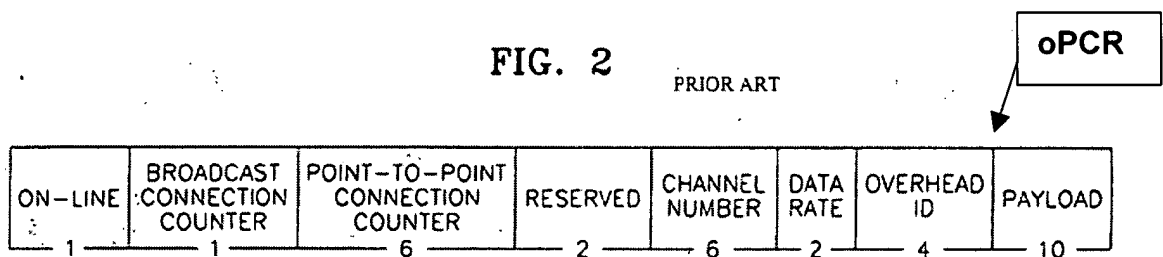 oPCR
FIG. 2
PRIOR ART
ON-LINE
BROADCAST
CONNECTION
COUNTER
POINT-TO-POINT
CONNECTION
COUNTER
RESERVED
CHANNEL
NUMBER
DATA
RATE
OVERHEAD
ID
PAYLOAD
1 1 6 2 6 2 4 10